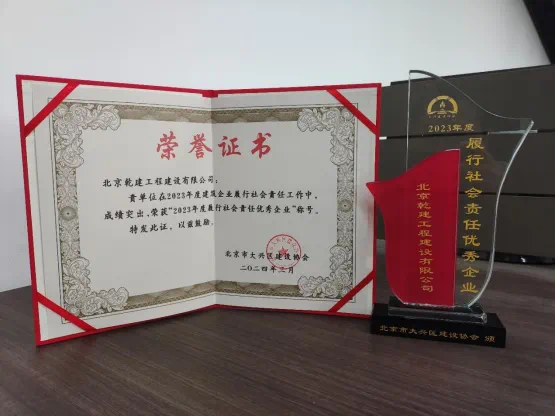 荣誉证书
北京乾建工程建设有限公司：
贵单位在2023年度建筑企业履行社会责任工作中，
成绩突出，荣获“2023年度履行社会责任优秀企业”称号。
特发此证，以兹鼓励。
北京市大兴区建设协会
二〇二四年三月
2023年度
履行社会责任优秀企业
北京乾建工程建设有限公司
北京市大兴区建设协会 颁